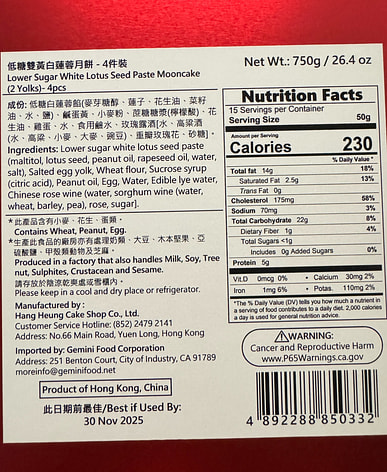 低糖雙黃白蓮蓉月餅 - 4件裝
Lower Sugar White Lotus Seed Paste Mooncake
(2 Yolks)- 4pcs
Net Wt.: 750g/ 26.4 oz
成份: 低糖白蓮蓉餡(麥芽糖醇、蓮子、花生油、菜籽
油、水、鹽)、鹹蛋黃、小麥粉、蔗糖糖漿(檸檬酸)、花
生油、雞蛋、水、食用鹼水、玫瑰露酒[水、高粱酒
(水、高粱、小麥、大麥、豌豆)、重瓣玫瑰花、砂糖]。
Ingredients: Lower sugar white lotus seed paste
(maltitol, lotus seed, peanut oil, rapeseed oil, water,
salt), Salted egg yolk, Wheat flour, Sucrose syrup
(citric acid), Peanut oil, Egg, Water, Edible lye water,
Chinese rose wine (water, sorghum wine (water,
wheat, barley, pea), rose, sugar].
*此產品含有小麥、花生、蛋類。
Contains Wheat, Peanut, Egg.
*生產此食品的廠房亦有處理奶類、大豆、木本堅果、亞
硫酸鹽、甲殼類動物及芝麻。
Produced in a factory that also handles Milk, Soy, Tree
nut, Sulphites, Crustacean and Sesame.
請存放於陰涼乾爽處或雪櫃內。
Please keep in a cool and dry place or refrigerator.
Manufactured by :
Hang Heung Cake Shop Co., Ltd.
Customer Service Hotline: (852) 2479 2141
Address: No.66 Main Road, Yuen Long, Hong Kong
Imported by: Gemini Food Corporation
Address: 251 Benton Court, City of Industry, CA 91789
moreinfo@geminifood.net
Product of Hong Kong, China
此日期前最佳/Best if Used By:
30 Nov 2025
Nutrition Facts
15 Servings per Container
Serving Size 50g
Amount per Serving
Calories 230
% Daily Value*
Total fat 14g 18%
Saturated Fat 2.5g 13%
Trans Fat 0g
Cholesterol 175mg 58%
Sodium 70mg 3%
Total Carbohydrate 22g 8%
Dietary Fiber 1g 4%
Total Sugars <1g
Includes 0g Added Sugars 0%
Protein 5g
Vit.D 0mcg 0% • Calcium 30mg 2%
Iron 1mg 6% • Potas. 110mg 2%
*The % Daily Value (DV) tells you how much a nutrient in
a serving of food contributes to a daily diet. 2,000 calories
a day is used for general nutrition advice.
WARNING:
Cancer and Reproductive Harm
www.P65Warnings.ca.gov
4 892288 850332